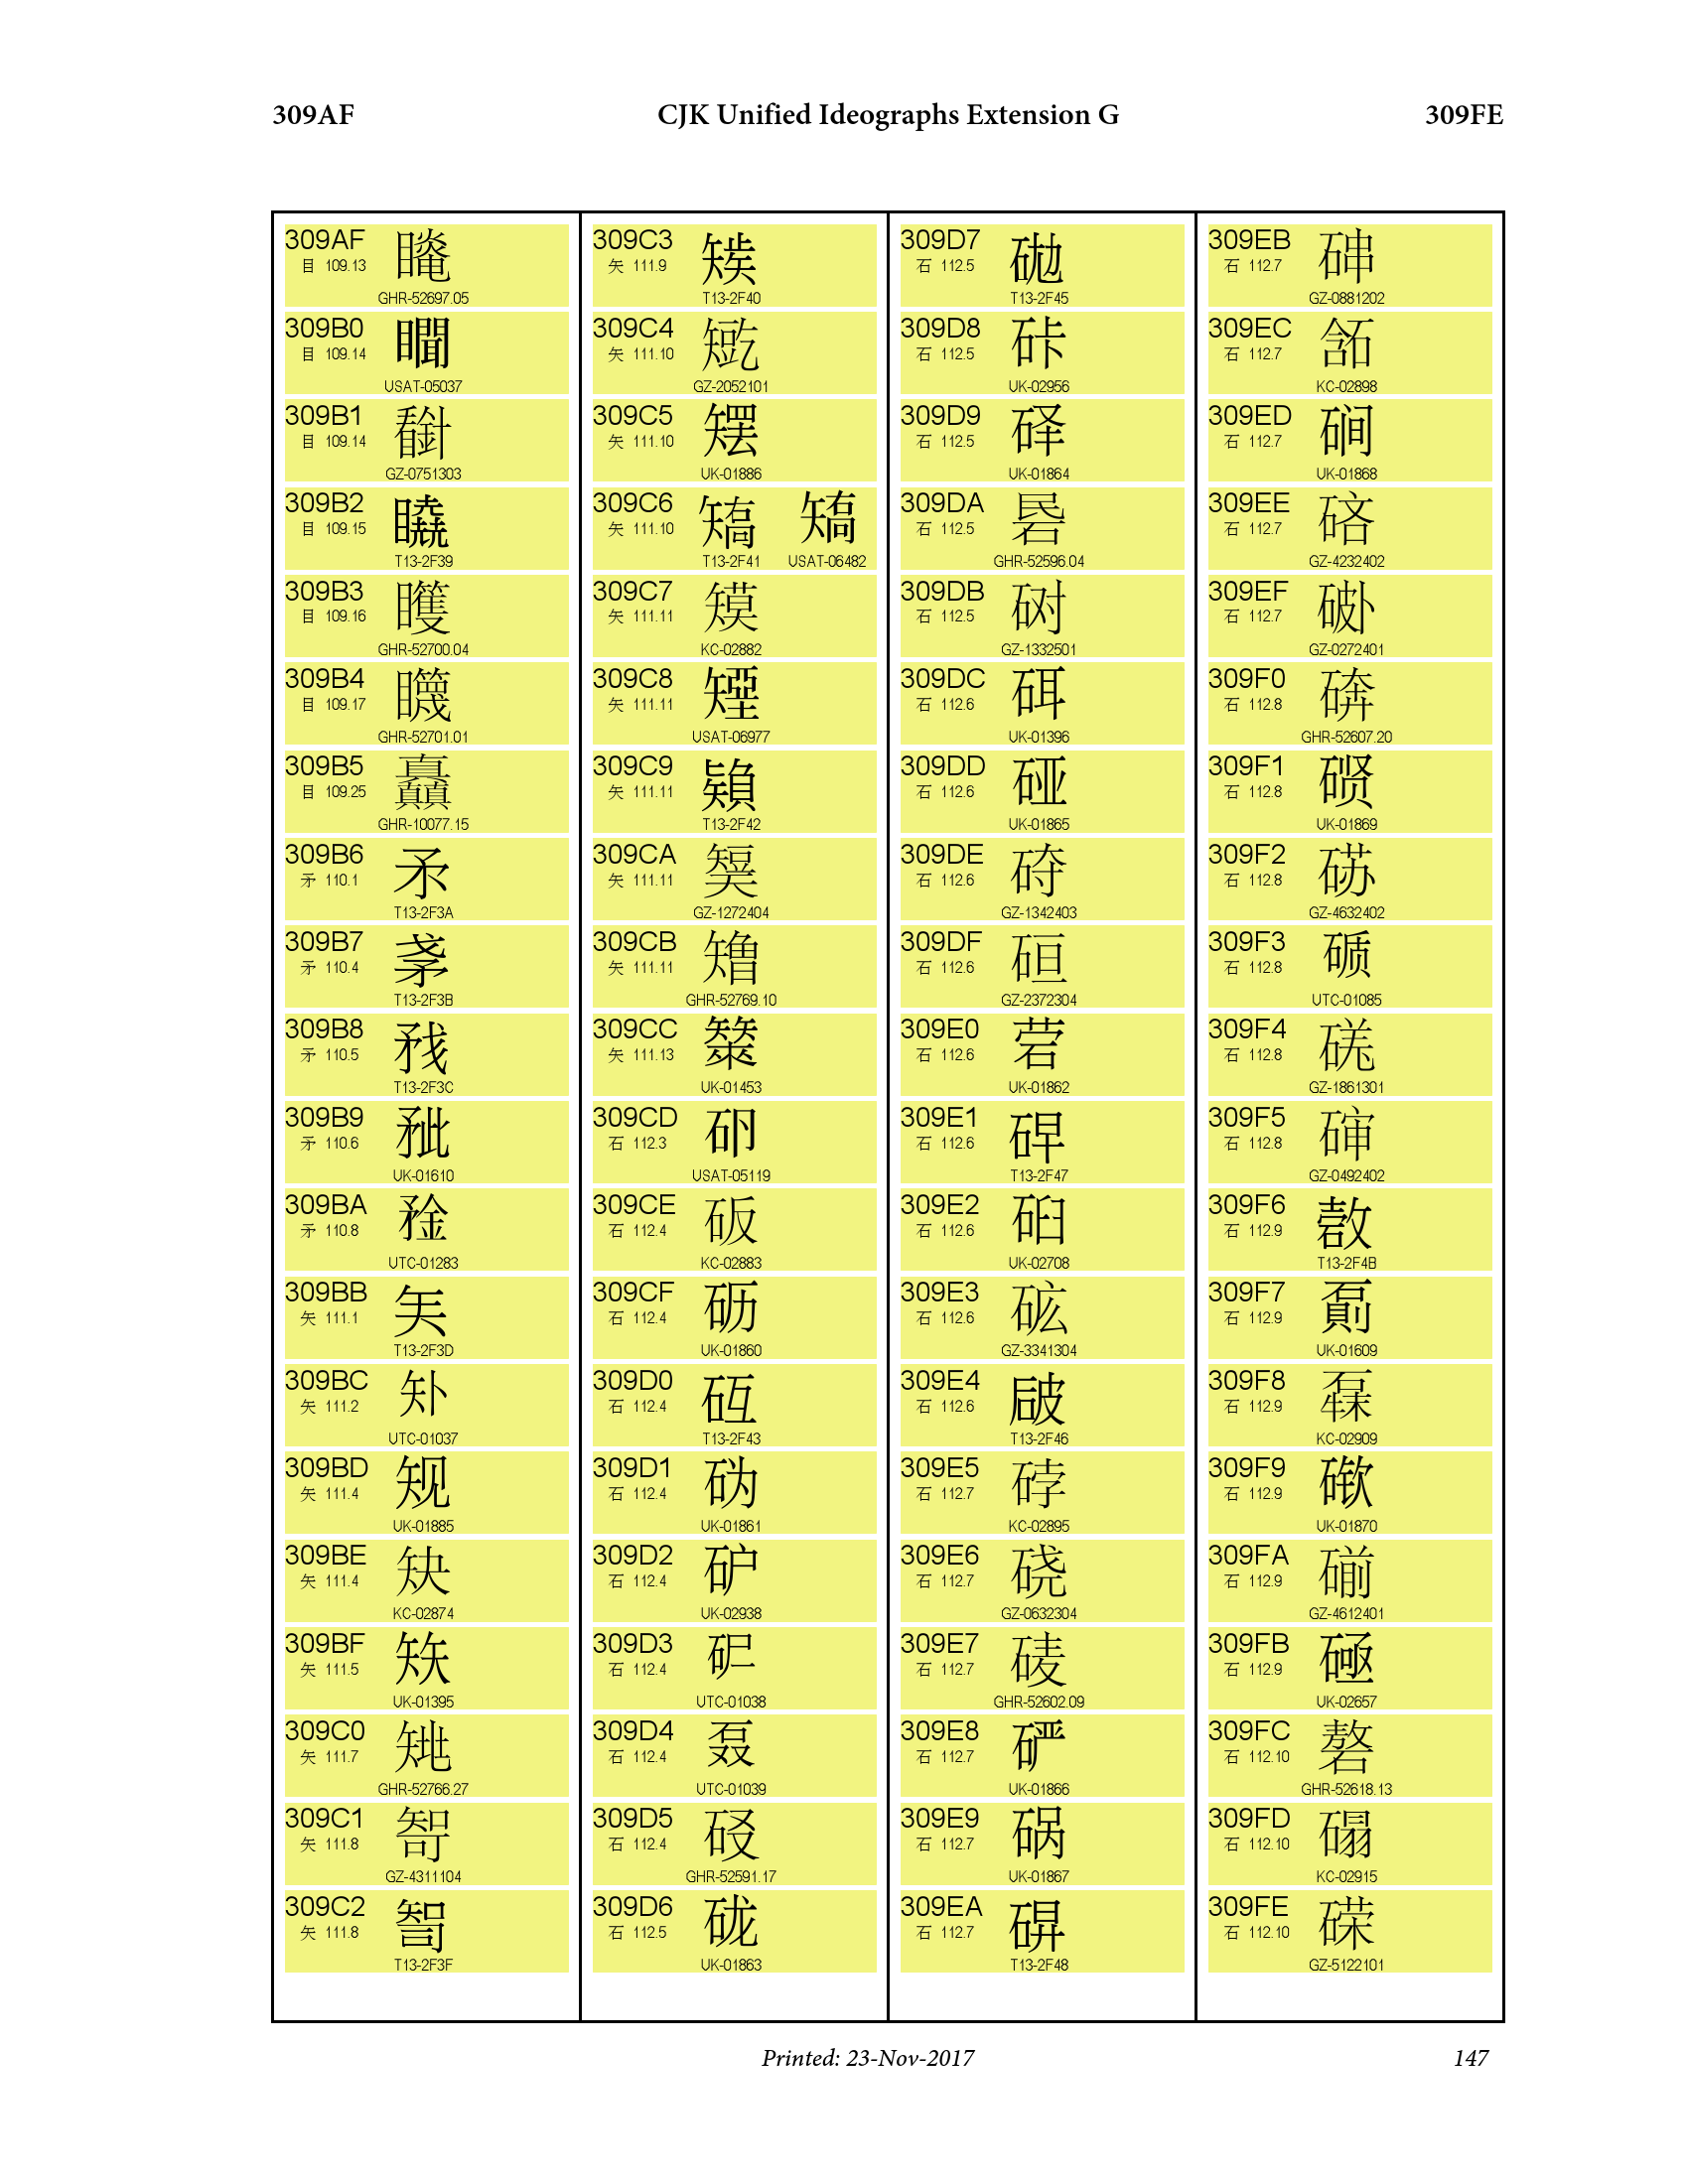 309AF CJK Unified Ideographs Extension G 309FE
309AF
目 109.13
GHR-52697.05
309B0
目 109.14
USAT-05037
309B1
目 109.14
GZ-0751303
309B2
目 109.15
T13-2F39
309B3
目 109.16
GHR-52700.04
309B4
目 109.17
GHR-52701.01
309B5
目 109.25
GHR-10077.15
309B6
矛 110.1
T13-2F3A
309B7
矛 110.4
T13-2F3B
309B8
矛 110.5
T13-2F3C
309B9
矛 110.6
UK-01610
309BA
矛 110.8
UTC-01283
309BB
矢 111.1
T13-2F3D
309BC
矢 111.2
UTC-01037
309BD
矢 111.4
UK-01885
309BE
矢 111.4
KC-02874
309BF
矢 111.5
UK-01395
309C0
矢 111.7
GHR-52766.27
309C1
矢 111.8
GZ-4311104
309C2
矢 111.8
T13-2F3F
309C3
矢 111.9
T13-2F40
309C4
矢 111.10
GZ-2052101
309C5
矢 111.10
UK-01886
309C6
矢 111.10
T13-2F41 USAT-06482
309C7
矢 111.11
KC-02882
309C8
矢 111.11
USAT-06977
309C9
矢 111.11
T13-2F42
309CA
矢 111.11
GZ-1272404
309CB
矢 111.11
GHR-52769.10
309CC
矢 111.13
UK-01453
309CD
石 112.3
USAT-05119
309CE
石 112.4
KC-02883
309CF
石 112.4
UK-01860
309D0
石 112.4
T13-2F43
309D1
石 112.4
UK-01861
309D2
石 112.4
UK-02938
309D3
石 112.4
UTC-01038
309D4
石 112.4
UTC-01039
309D5
石 112.4
GHR-52591.17
309D6
石 112.5
UK-01863
309D7
石 112.5
T13-2F45
309D8
石 112.5
UK-02956
309D9
石 112.5
UK-01864
309DA
石 112.5
GHR-52596.04
309DB
石 112.5
GZ-1332501
309DC
石 112.6
UK-01396
309DD
石 112.6
UK-01865
309DE
石 112.6
GZ-1342403
309DF
石 112.6
GZ-2372304
309E0
石 112.6
UK-01862
309E1
石 112.6
T13-2F47
309E2
石 112.6
UK-02708
309E3
石 112.6
GZ-3341304
309E4
石 112.6
T13-2F46
309E5
石 112.7
KC-02895
309E6
石 112.7
GZ-0632304
309E7
石 112.7
GHR-52602.09
309E8
石 112.7
UK-01866
309E9
石 112.7
UK-01867
309EA
石 112.7
T13-2F48
309EB
石 112.7
GZ-0881202
309EC
石 112.7
KC-02898
309ED
石 112.7
UK-01868
309EE
石 112.7
GZ-4232402
309EF
石 112.7
GZ-0272401
309F0
石 112.8
GHR-52607.20
309F1
石 112.8
UK-01869
309F2
石 112.8
GZ-4632402
309F3
石 112.8
UTC-01085
309F4
石 112.8
GZ-1861301
309F5
石 112.8
GZ-0492402
309F6
石 112.9
T13-2F4B
309F7
石 112.9
UK-01609
309F8
石 112.9
KC-02909
309F9
石 112.9
UK-01870
309FA
石 112.9
GZ-4612401
309FB
石 112.9
UK-02657
309FC
石 112.10
GHR-52618.13
309FD
石 112.10
KC-02915
309FE
石 112.10
GZ-5122101
Printed: 23-Nov-2017 147